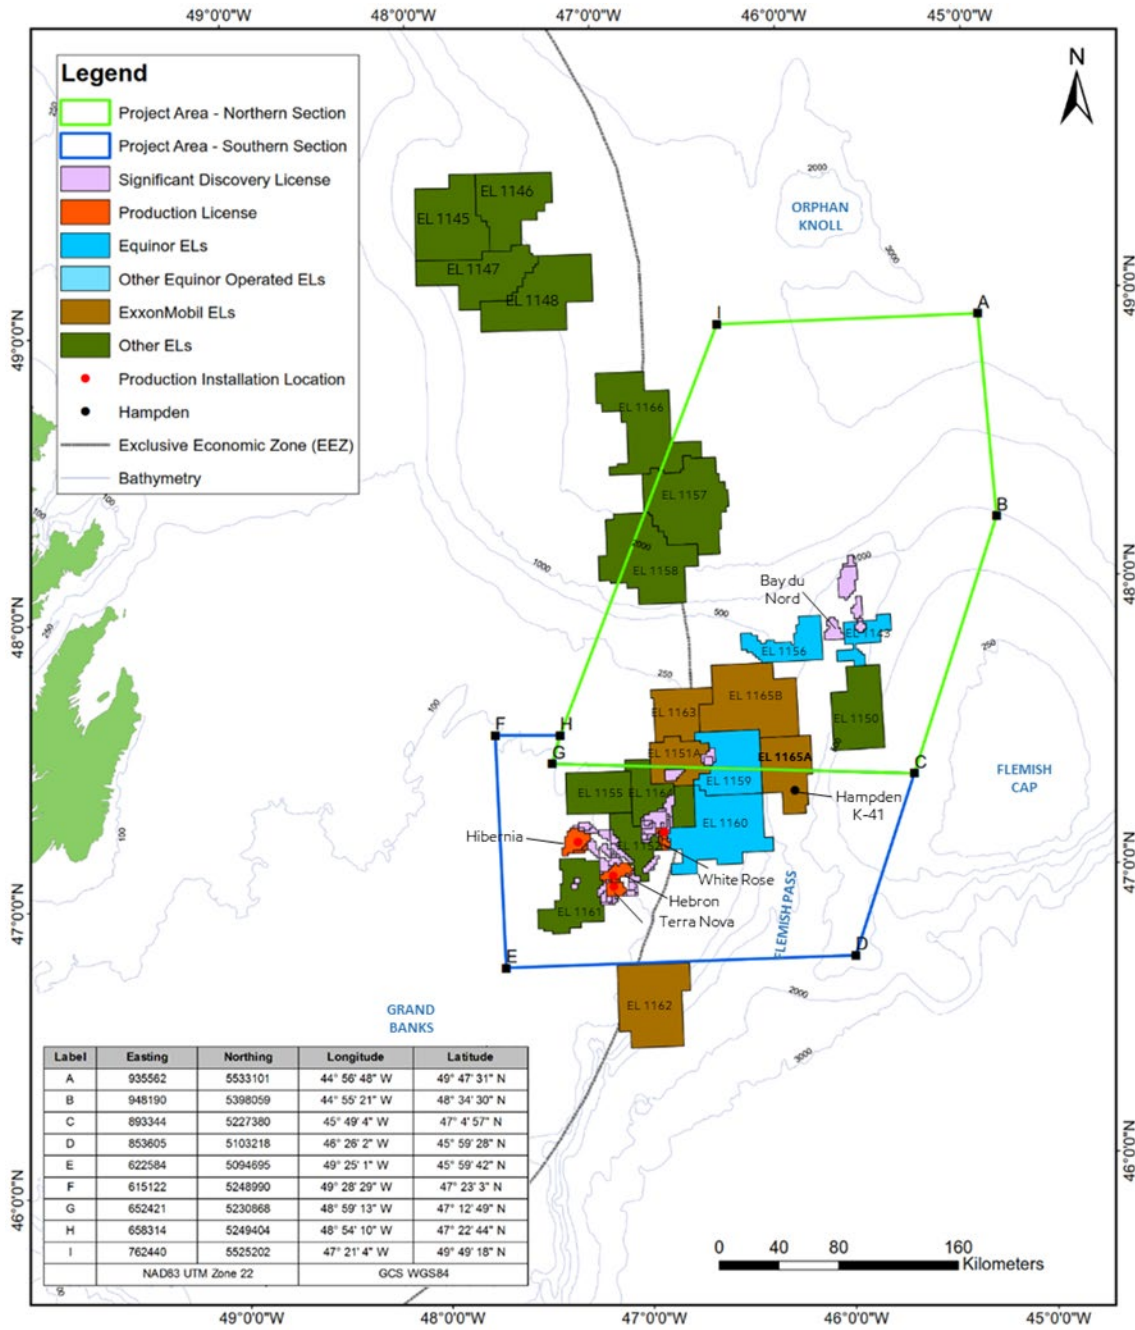 49°0'0"W 48°0'0"W 47°0'0"W 46°0'0"W 45°0'0"W
Legend
Project Area - Northern Section
Project Area - Southern Section
Significant Discovery License
Production License
Equinor ELs
Other Equinor Operated ELs
ExxonMobil ELs
Other ELs
Production Installation Location
Hampden
Exclusive Economic Zone (EEZ)
Bathymetry
N
2000
ORPHAN
KNOLL
3000
EL 1146
EL 1145
EL 1147
EL 1148
49°0'0"N
49°0'0"N
I
A
EL 1166
EL 1157
B
2000
EL 1158
100
100
250
1000
500
48°0'0"N
48°0'0"N
Bay du
Nord
EL 1143
EL 1156
250
250
100
EL 1165B
EL 1163
EL 1150
F
H
G
EL 1151A
EL 1165A
C
EL 1159
FLEMISH
CAP
EL 1155
EL 1164
Hampden
K-41
100
Hibernia
EL 1160
EL 1152
White Rose
47°0'0"N
47°0'0"N
Hebron
EL 1161
Terra Nova
FLEMISH PASS
E
D
2000
EL 1162
3000
GRAND
BANKS
Label Easting Northing Longitude Latitude
A 935562 5533101 44° 56' 48" W 49° 47' 31" N
B 948190 5398059 44° 55' 21" W 48° 34' 30" N
C 893344 5227380 45° 49' 4" W 47° 4' 57" N
D 853605 5103218 46° 26' 2" W 45° 59' 28" N
E 622584 5094695 49° 25' 1" W 45° 59' 42" N
F 615122 5248990 49° 28' 29" W 47° 23' 3" N
G 652421 5230868 48° 59' 13" W 47° 12' 49" N
H 658314 5249404 48° 54' 10" W 47° 22' 44" N
I 762440 5525202 47° 21' 4" W 49° 49' 18" N
NAD83 UTM Zone 22 GCS WGS84
46°0'0"N
46°0'0"N
0 40 80 160
Kilometers
49°0'0"W 48°0'0"W 47°0'0"W 46°0'0"W 45°0'0"W